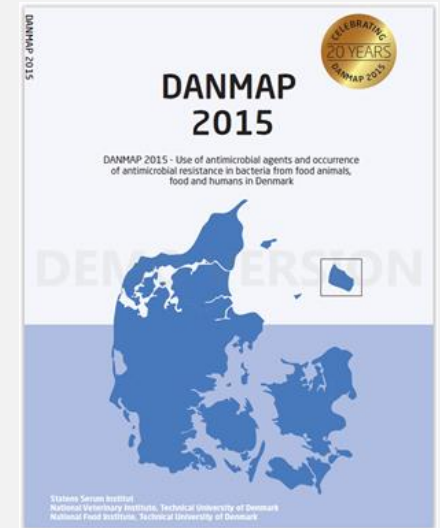 DANMAP 2015
CELEBRATING
20 YEARS
DANMAP 2015
DANMAP
2015
DANMAP 2015 - Use of antimicrobial agents and occurrence
of antimicrobial resistance in bacteria from food animals,
food and humans in Denmark
DEMO VERSION
Statens Serum Institut
National Veterinary Institute, Technical University of Denmark
National Food Institute, Technical University of Denmark